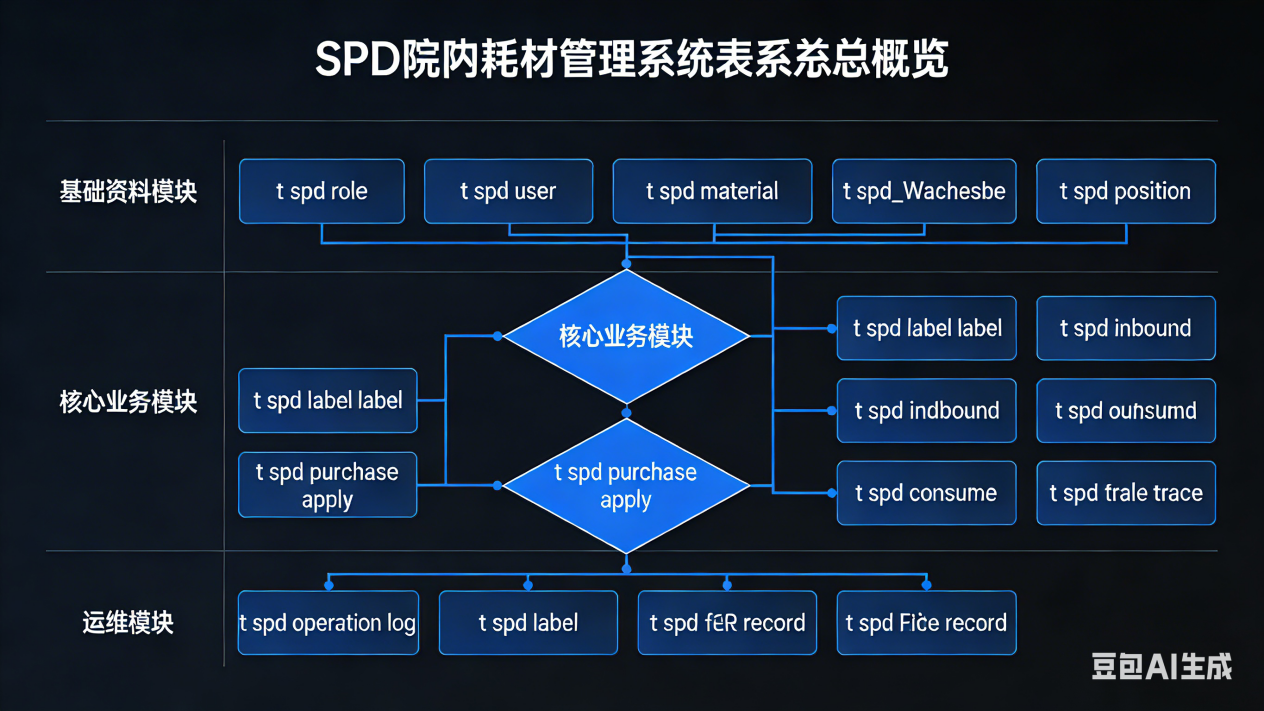 SPD院内耗材管理系统表系总概览
基础资料模块
t spd role
t spd user
t spd material
t spd_Wachesbe
t spd position
核心业务模块
核心业务模块
t spd label label
t spd purchase
apply
t spd purchase
apply
t spd label label
t spd inbound
t spd indbound
t spd ounsumd
t spd consume
t spd frale trace
运维模块
t spd operation log
t spd label
t spd fER record
t spd Fice record
豆包AI生成